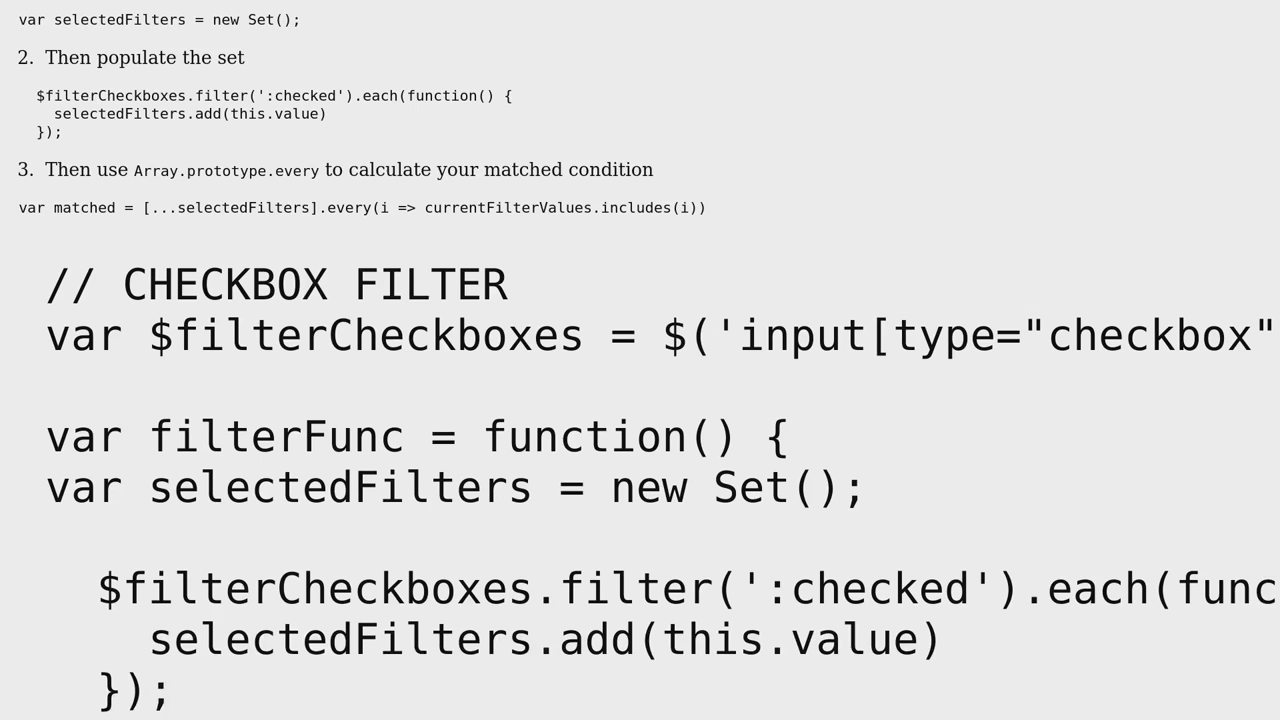 var selectedFilters = new Set();
2. Then populate the set
$filterCheckboxes.filter(':checked').each(function() {
selectedFilters.add(this.value)
});
3. Then use Array.prototype.every to calculate your matched condition
var matched = [...selectedFilters].every(i => currentFilterValues.includes(i))
// CHECKBOX FILTER
var $filterCheckboxes = $('input[type="checkbox"
var filterFunc = function() {
var selectedFilters = new Set();
$filterCheckboxes.filter(':checked').each(func
selectedFilters.add(this.value)
});